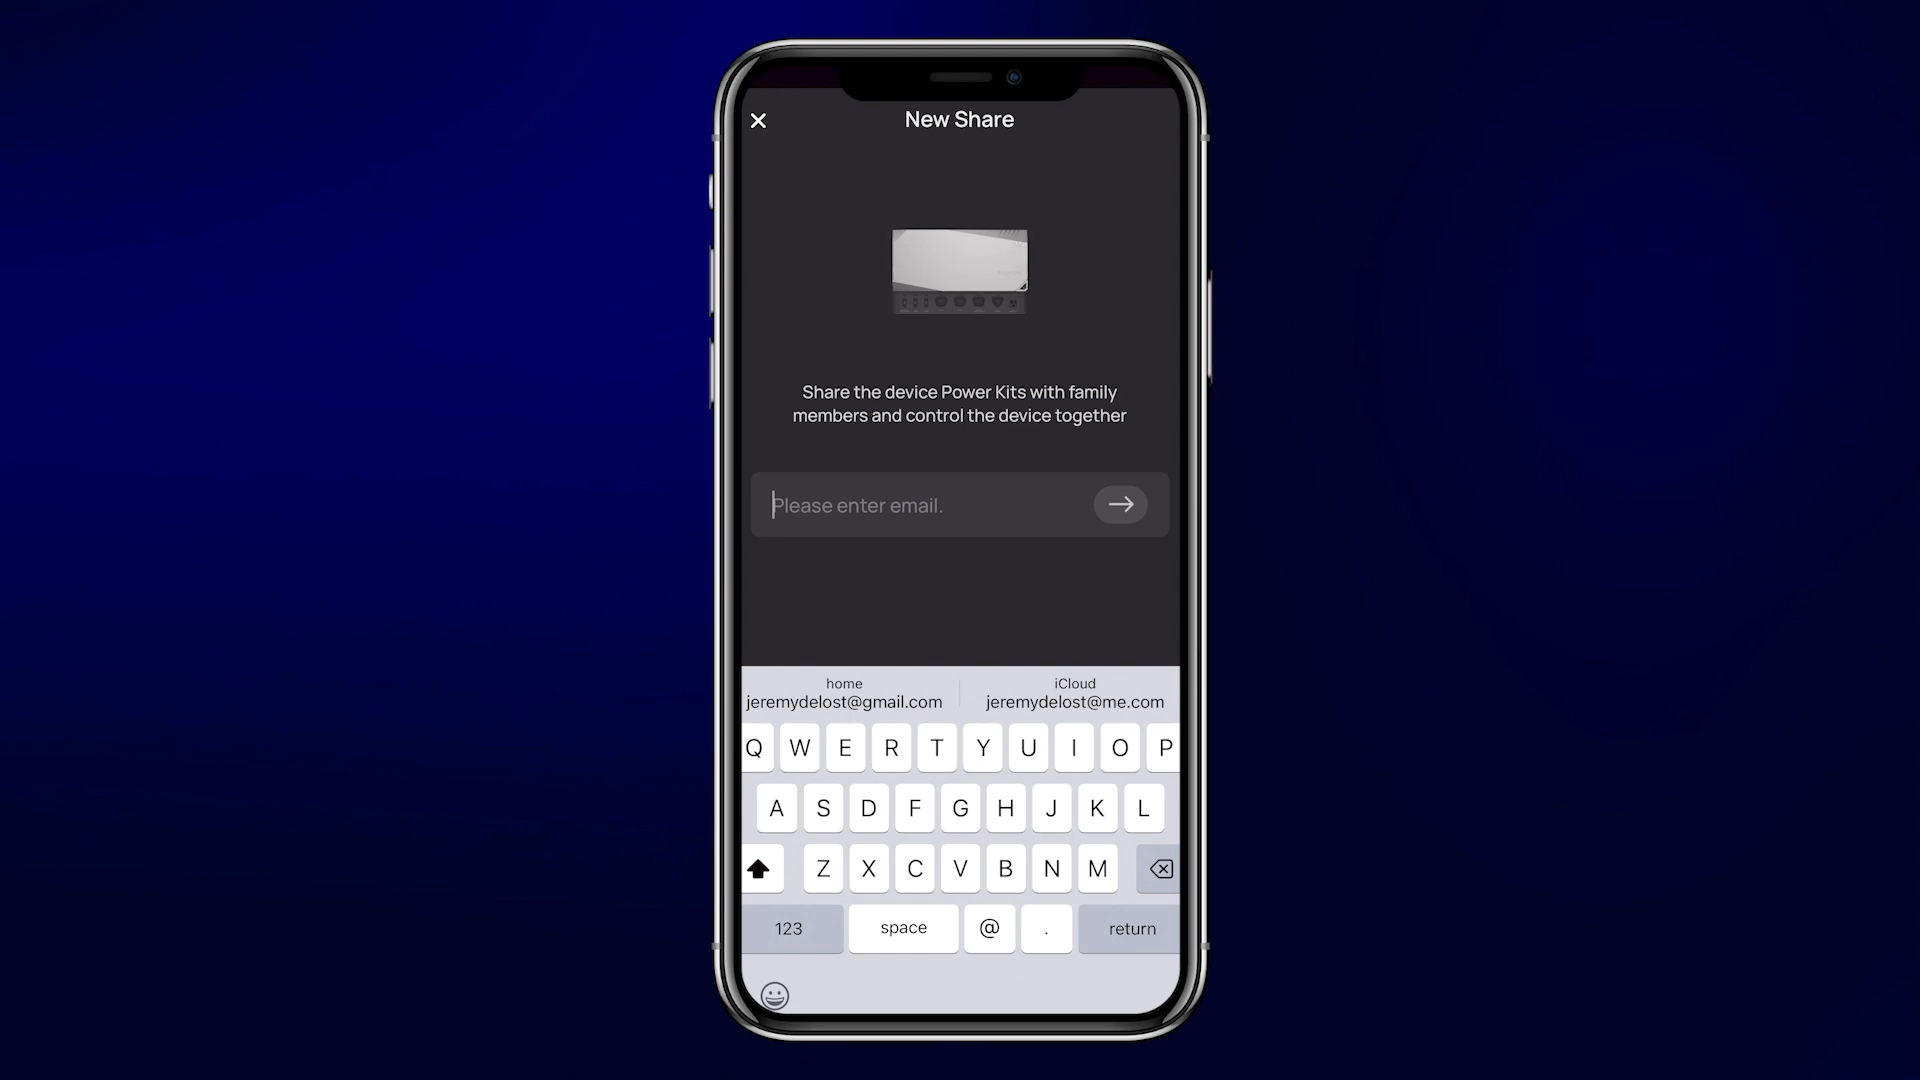 New Share
Share the device Power Kits with family
members and control the device together
Please enter email.
home
jeremydelost@gmail.com
iCloud
jeremydelost@me.com
Q W E R T Y U I O P
A S D F G H J K L
Z X C V B N M
123 space @ . return